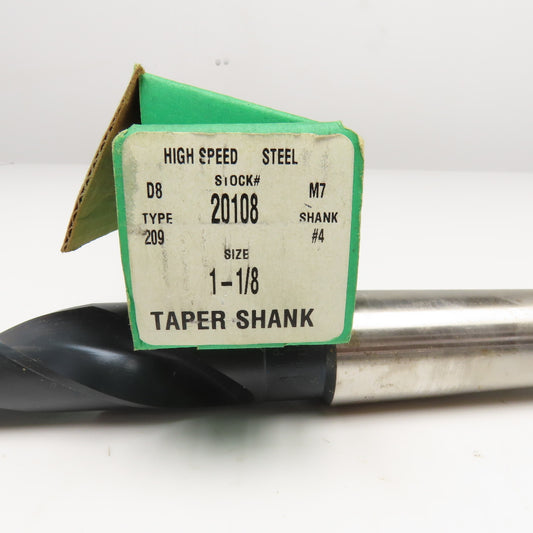 HIGH SPEED STEEL
STOCK#
D8 20108 M7
TYPE SHANK
209 #4
SIZE
1-1/8
TAPER SHANK